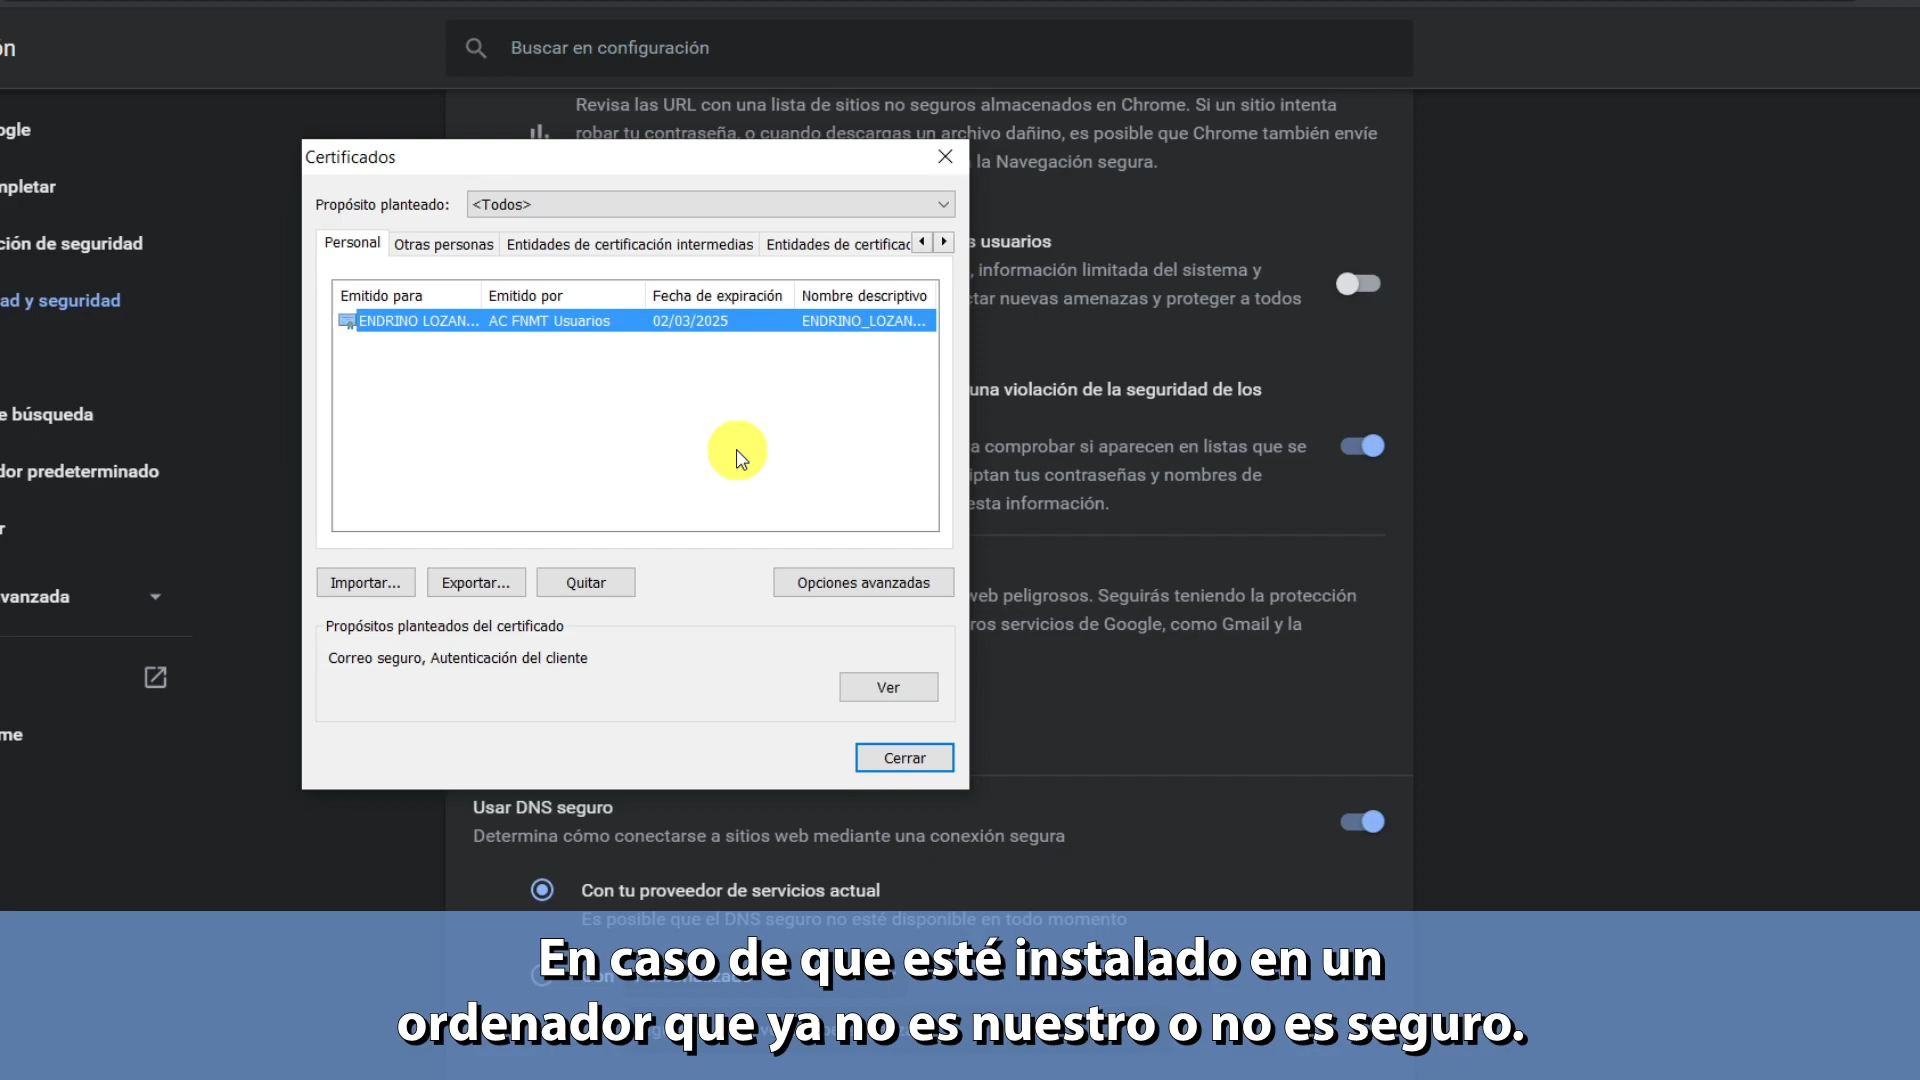 ón
Buscar en configuración
Revisa las URL con una lista de sitios no seguros almacenados en Chrome. Si un sitio intenta
robar tu contraseña, o cuando descargas un archivo dañino, es posible que Chrome también envíe
la Navegación segura.
ogle
mpletar
ción de seguridad
ad y seguridad
e búsqueda
dor predeterminado
r
vanzada
me
Certificados
Propósito planteado:
<Todos>
Personal
Otras personas
Entidades de certificación intermedias
Entidades de certificac
Emitido para
Emitido por
Fecha de expiración
Nombre descriptivo
ENDRINO LOZAN...
AC FNMT Usuarios
02/03/2025
ENDRINO_LOZAN...
Importar...
Exportar...
Quitar
Opciones avanzadas
Propósitos planteados del certificado
Correo seguro, Autenticación del cliente
Ver
Cerrar
s usuarios
, información limitada del sistema y
ctar nuevas amenazas y proteger a todos
una violación de la seguridad de los
a comprobar si aparecen en listas que se
iptan tus contraseñas y nombres de
esta información.
web peligrosos. Seguirás teniendo la protección
ros servicios de Google, como Gmail y la
Usar DNS seguro
Determina cómo conectarse a sitios web mediante una conexión segura
Con tu proveedor de servicios actual
Es posible que el DNS seguro no esté disponible en todo momento
En caso de que esté instalado en un
ordenador que ya no es nuestro o no es seguro.